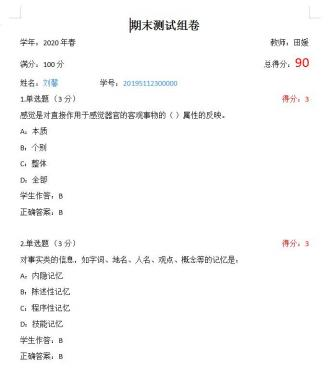 期末测试组卷
学年：2020 年春 教师：田媛
满分：100 分 总得分：90
姓名：刘馨 学号：20195112300000
1.单选题（3 分） 得分：3
感觉是对直接作用于感觉器官的客观事物的（ ）属性的反映。
A：本质
B：个别
C：整体
D：全部
学生作答：B
正确答案：B
2.单选题（3 分） 得分：3
对事实类的信息，如字词、地名、人名、观点、概念等的记忆是：
A：内隐记忆
B：陈述性记忆
C：程序性记忆
D：技能记忆
学生作答：B
正确答案：B